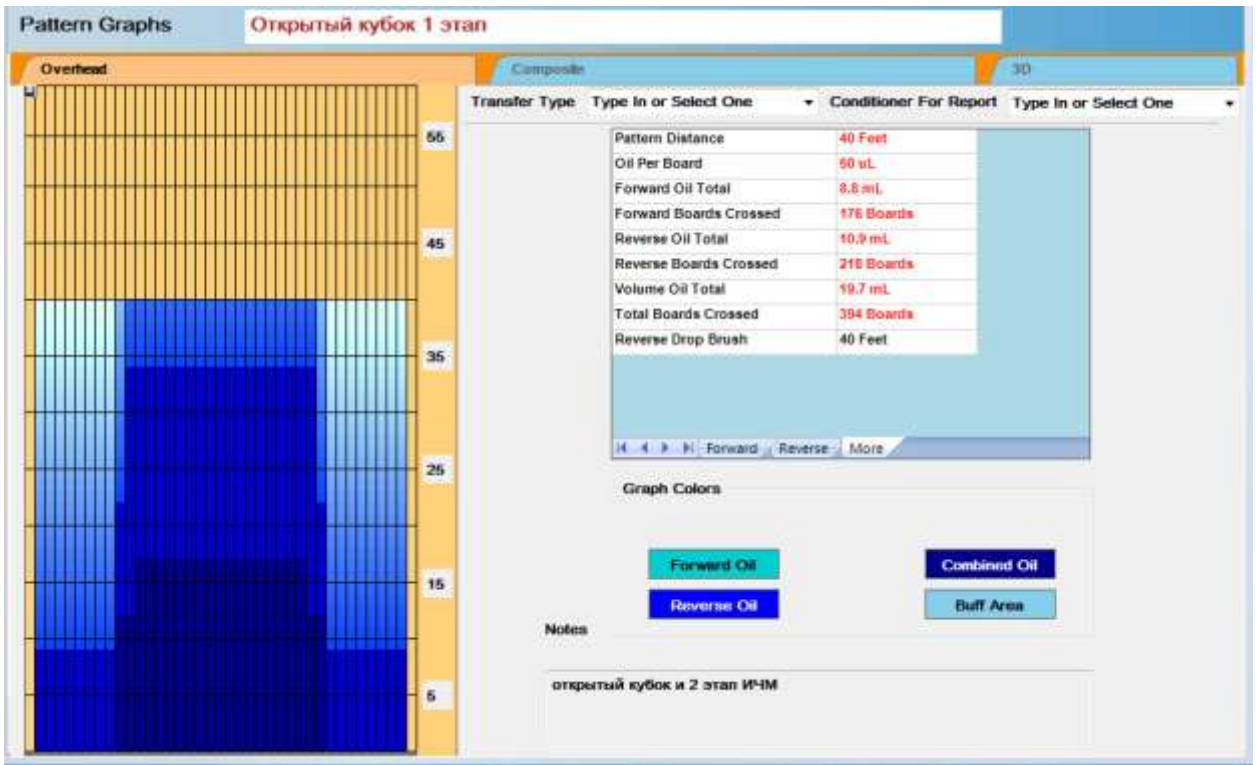 Pattern Graphs Открытый кубок 1 этап
Overhead Composite 3D
Transfer Type Type In or Select One Conditioner For Report Type In or Select One
Pattern Distance 40 Feet
Oil Per Board 50 uL
Forward Oil Total 8.8 mL
Forward Boards Crossed 176 Boards
Reverse Oil Total 10.9 mL
Reverse Boards Crossed 218 Boards
Volume Oil Total 19.7 mL
Total Boards Crossed 394 Boards
Reverse Drop Brush 40 Feet
Forward Reverse More
55
45
35
25
15
5
Graph Colors
Forward Oil Combined Oil
Reverse Oil Buff Area
Notes
открытый кубок и 2 этап ИЧМ